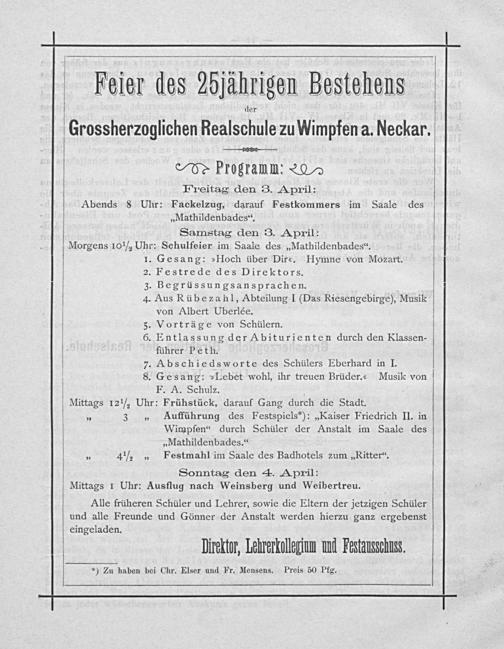 Feier des 25jährigen Bestehens
der
Grossherzoglichen Realschule zu Wimpfen a. Neckar.
Programm:
Freitag den 3. April:
Abends 8 Uhr: Fackelzug, darauf Festkommers im Saale des
„Mathildenbades“.
Samstag den 3. April:
Morgens 10½ Uhr: Schulfeier im Saale des „Mathildenbades“.
1. Gesang: »Hoch über Dir«. Hymne von Mozart.
2. Festrede des Direktors.
3. Begrüssungsansprachen.
4. Aus Rübezahl, Abteilung I (Das Riesengebirge), Musik
von Albert Uberlée.
5. Vorträge von Schülern.
6. Entlassung der Abiturienten durch den Klassen-
führer Peth.
7. Abschiedsworte des Schülers Eberhard in I.
8. Gesang: »Lebet wohl, ihr treuen Brüder.« Musik von
F. A. Schulz.
Mittags 12½ Uhr: Frühstück, darauf Gang durch die Stadt.
„ 3 „ Aufführung des Festspiels*): „Kaiser Friedrich II. in
Wimpfen“ durch Schüler der Anstalt im Saale des
„Mathildenbades.“
„ 4½ „ Festmahl im Saale des Badhotels zum „Ritter“.
Sonntag den 4. April:
Mittags 1 Uhr: Ausflug nach Weinsberg und Weibertreu.
Alle früheren Schüler und Lehrer, sowie die Eltern der jetzigen Schüler
und alle Freunde und Gönner der Anstalt werden hierzu ganz ergebenst
eingeladen.
Direktor, Lehrerkollegium und Festausschuss.
*) Zu haben bei Chr. Elser und Fr. Mensens. Preis 50 Pfg.